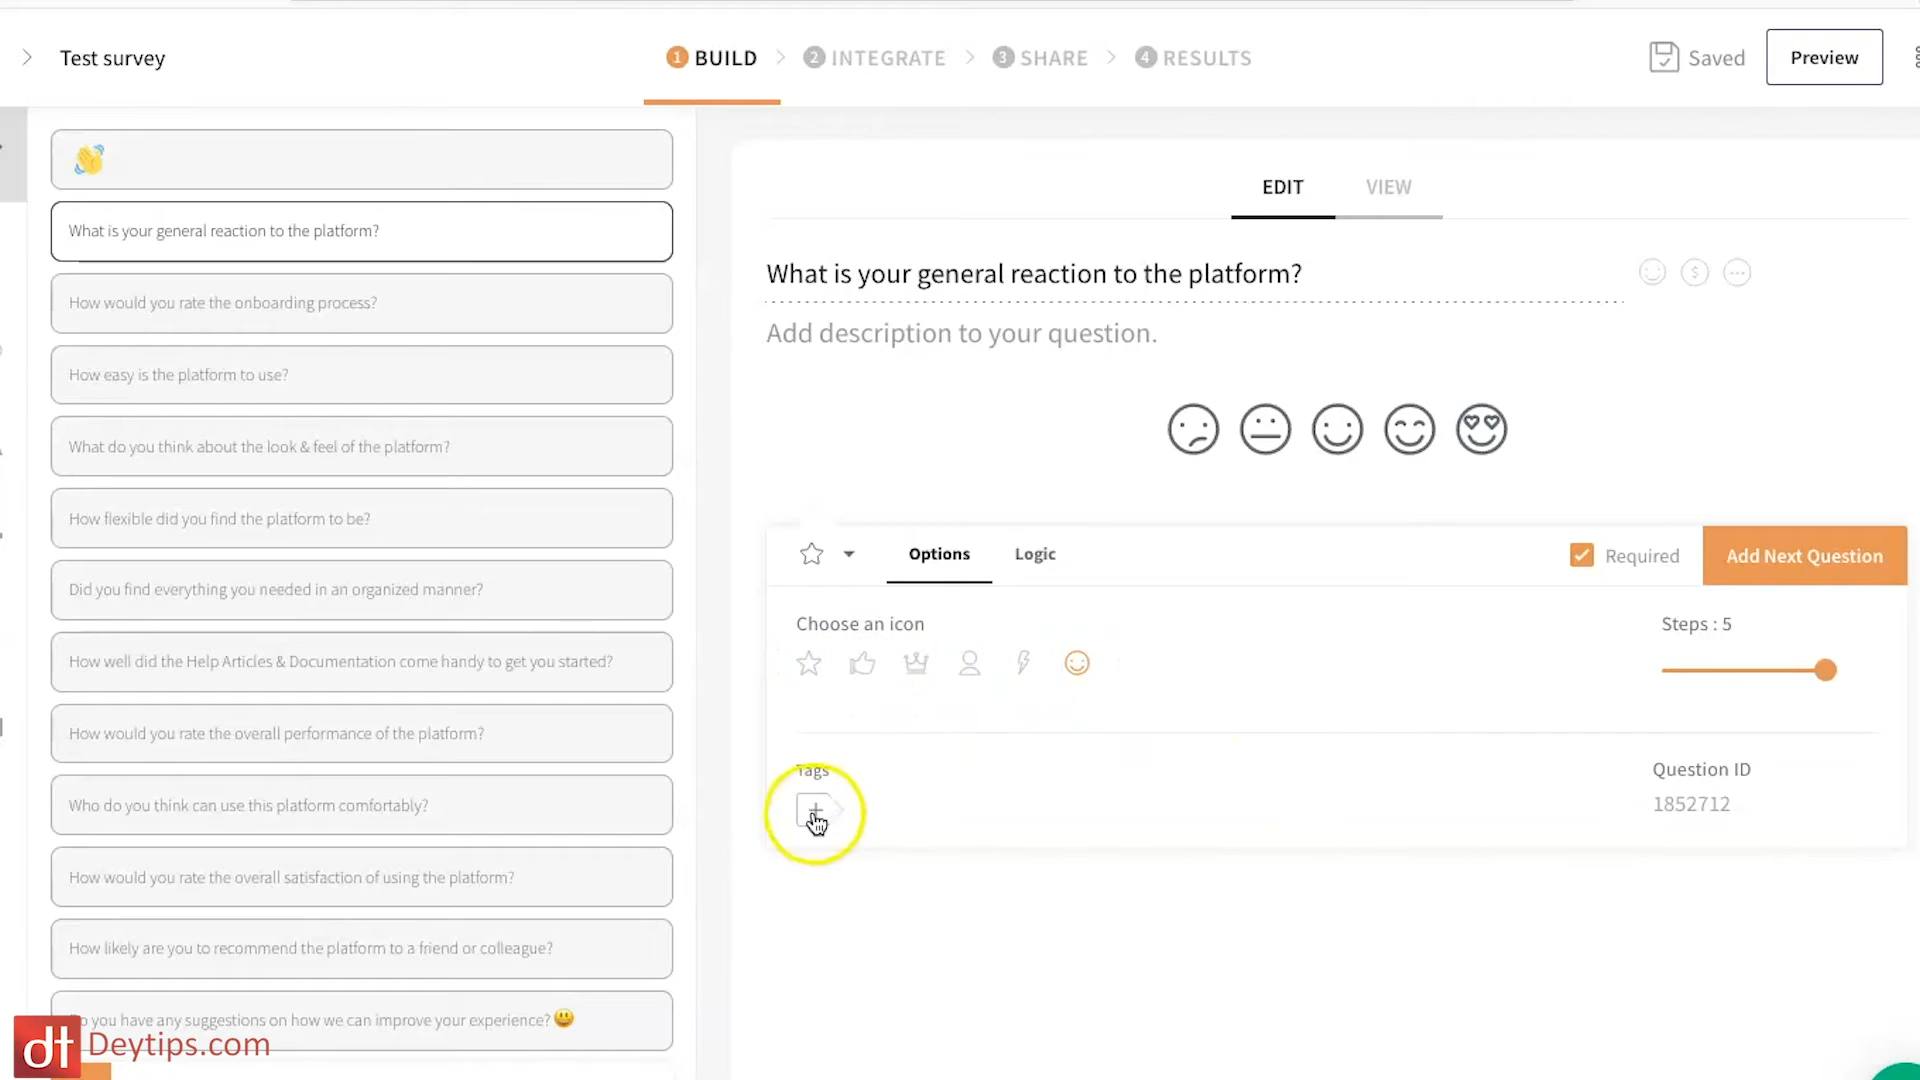 Test survey
1 BUILD
2 INTEGRATE
3 SHARE
4 RESULTS
Saved
Preview
What is your general reaction to the platform?
How would you rate the onboarding process?
How easy is the platform to use?
What do you think about the look & feel of the platform?
How flexible did you find the platform to be?
Did you find everything you needed in an organized manner?
How well did the Help Articles & Documentation come handy to get you started?
How would you rate the overall performance of the platform?
Who do you think can use this platform comfortably?
How would you rate the overall satisfaction of using the platform?
How likely are you to recommend the platform to a friend or colleague?
you have any suggestions on how we can improve your experience? 😃
dt Deytips.com
EDIT
VIEW
What is your general reaction to the platform?
$
Add description to your question.
Options
Logic
Required
Add Next Question
Choose an icon
Steps : 5
Tags
Question ID
1852712